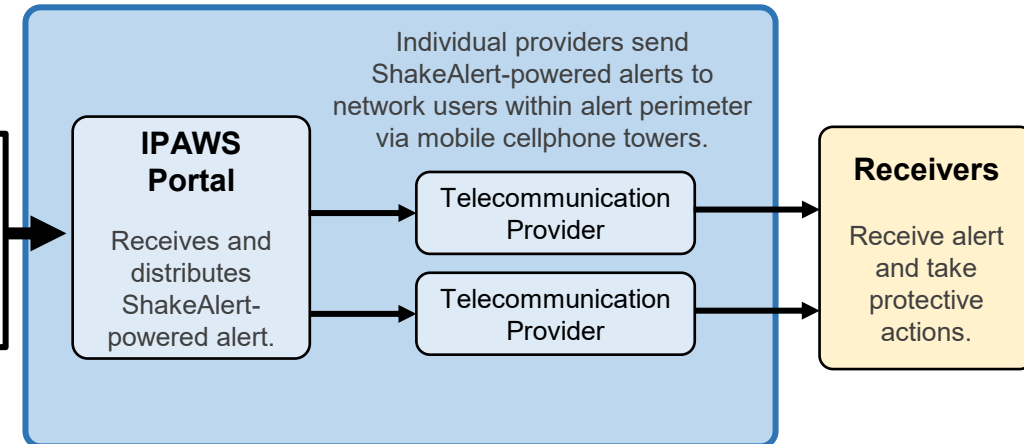 Individual providers send
ShakeAlert-powered alerts to
network users within alert perimeter
via mobile cellphone towers.
IPAWS
Portal
Receives and
distributes
ShakeAlert-
powered alert.
Telecommunication
Provider
Telecommunication
Provider
Receivers
Receive alert
and take
protective
actions.